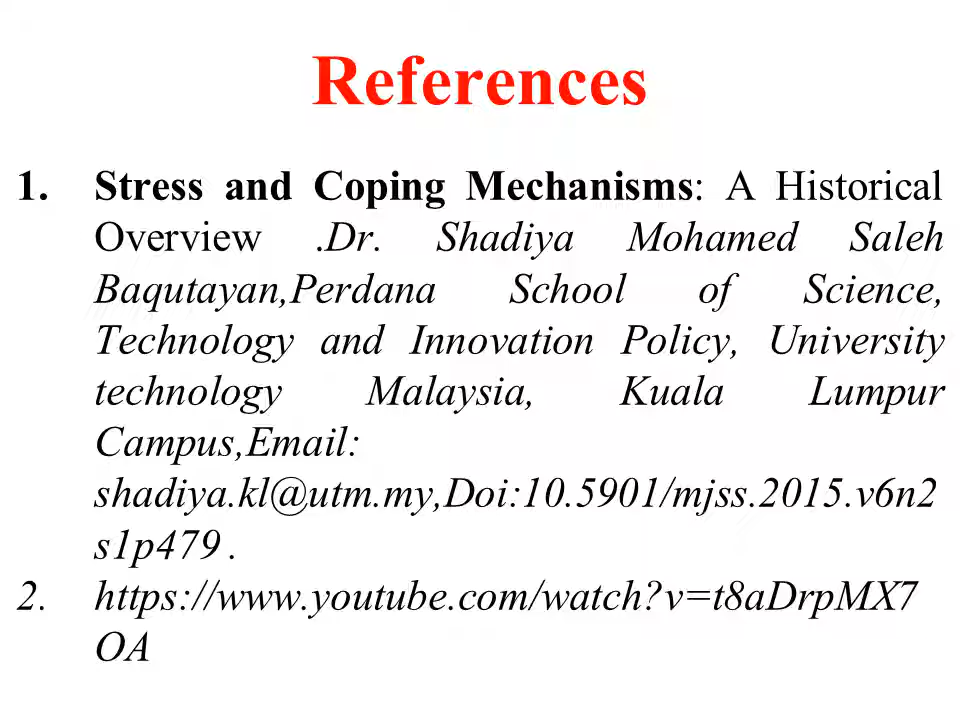 References
1. Stress and Coping Mechanisms: A Historical
Overview .Dr. Shadiya Mohamed Saleh
Baqutayan,Perdana School of Science,
Technology and Innovation Policy, University
technology Malaysia, Kuala Lumpur
Campus,Email:
shadiya.kl@utm.my,Doi:10.5901/mjss.2015.v6n2
s1p479 .
2. https://www.youtube.com/watch?v=t8aDrpMX7
OA